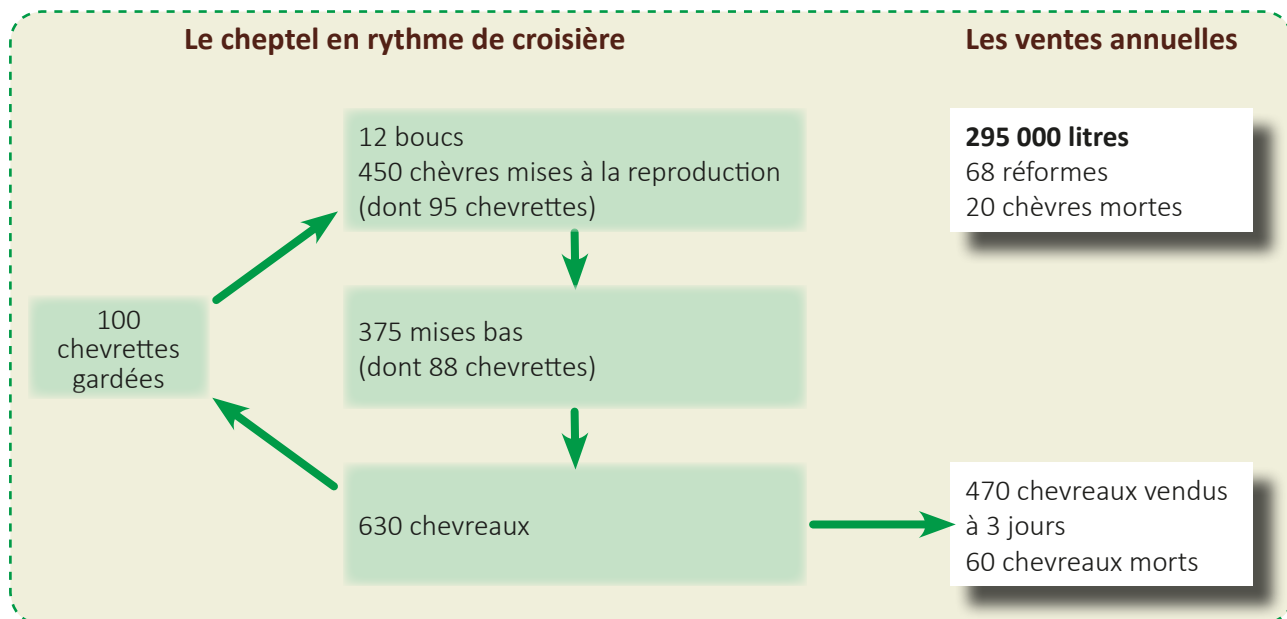 Le cheptel en rythme de croisière
Les ventes annuelles
12 boucs
450 chèvres mises à la reproduction
(dont 95 chevrettes)
295 000 litres
68 réformes
20 chèvres mortes
100
chevrettes
gardées
375 mises bas
(dont 88 chevrettes)
630 chevreaux
470 chevreaux vendus
à 3 jours
60 chevreaux morts